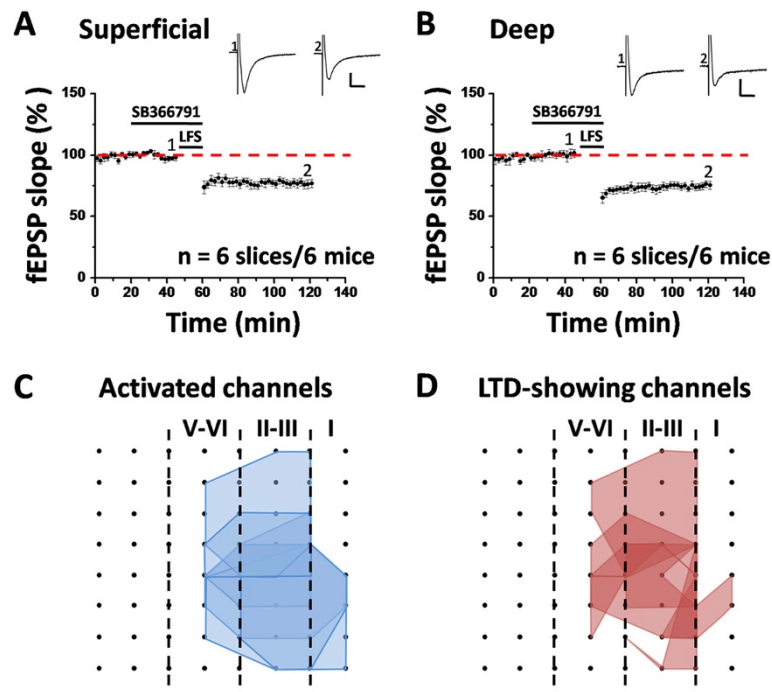 A Superficial
1 2
150
SB366791
LFS
100
1
2
50
n = 6 slices/6 mice
0
0 20 40 60 80 100 120 140
fEPSP slope (%)
Time (min)
B Deep
1 2
150
SB366791
LFS
100
1
2
50
n = 6 slices/6 mice
0
0 20 40 60 80 100 120 140
fEPSP slope (%)
Time (min)
C Activated channels
V-VI II-III I
D LTD-showing channels
V-VI II-III I